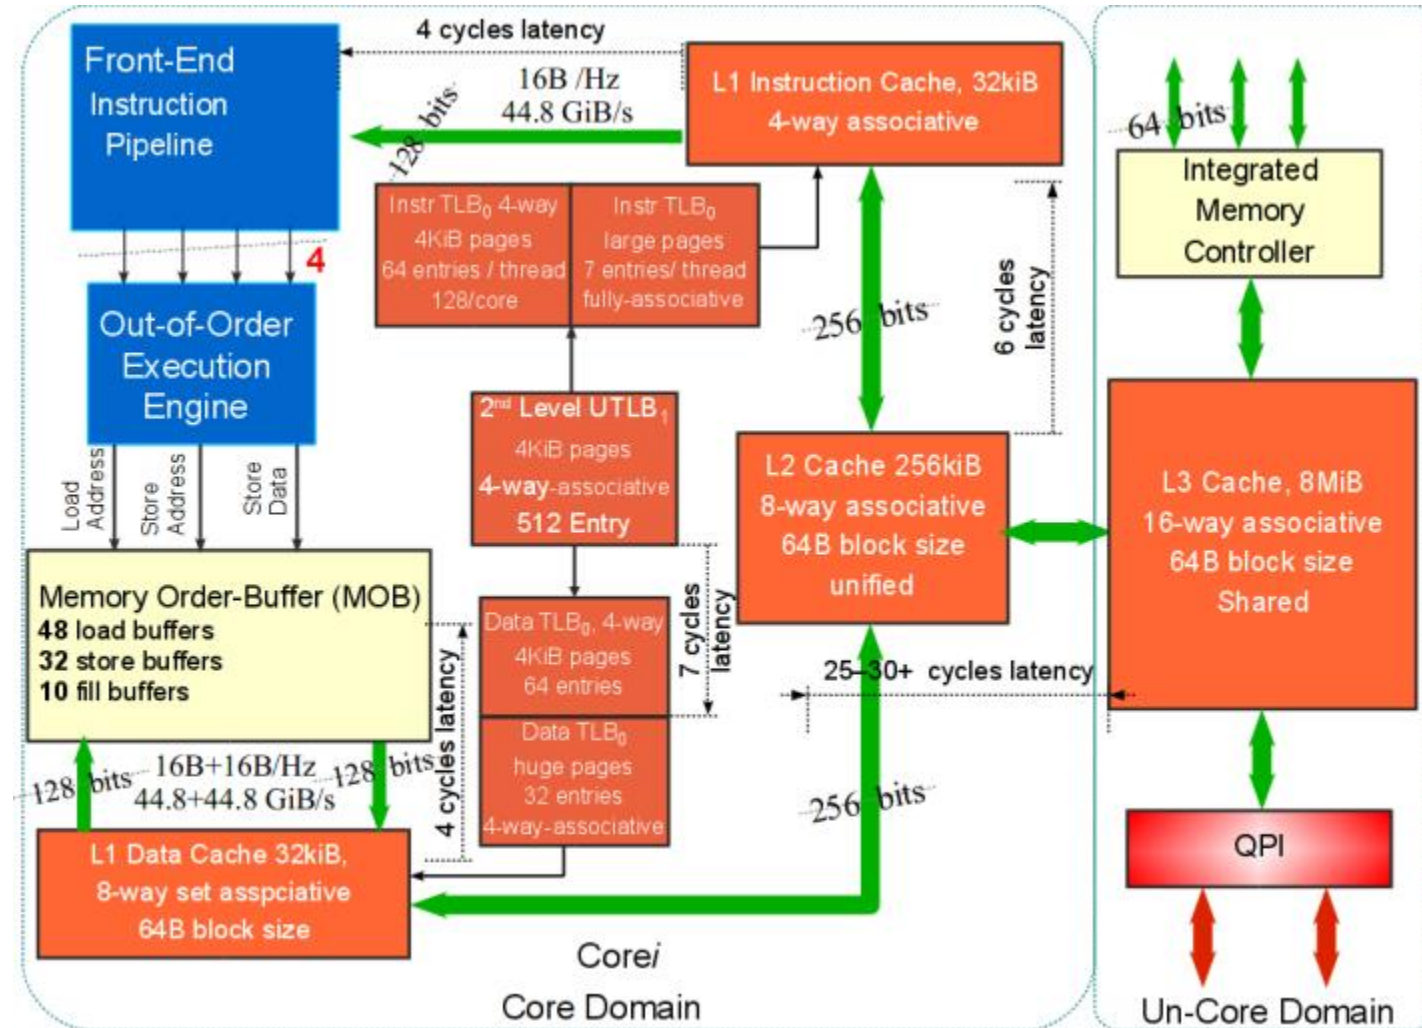 4 cycles latency
Front-End
Instruction
Pipeline
16B /Hz
44.8 GiB/s
128 bits
L1 Instruction Cache, 32kiB
4-way associative
64 bits
Integrated
Memory
Controller
Instr TLB0 4-way
4KiB pages
64 entries / thread
128/core
Instr TLB0
large pages
7 entries/ thread
fully-associative
4
256 bits
6 cycles
latency
Out-of-Order
Execution
Engine
2nd Level UTLB1
4KiB pages
4-way-associative
512 Entry
Load
Address
Store
Address
Store
Data
L2 Cache 256kiB
8-way associative
64B block size
unified
L3 Cache, 8MiB
16-way associative
64B block size
Shared
Memory Order-Buffer (MOB)
48 load buffers
32 store buffers
10 fill buffers
4 cycles latency
Data TLB0, 4-way
4KiB pages
64 entries
7 cycles
latency
25–30+ cycles latency
Data TLB0
huge pages
32 entries
4-way-associative
128 bits
16B+16B/Hz
44.8+44.8 GiB/s
128 bits
256 bits
L1 Data Cache 32kiB,
8-way set asspciative
64B block size
QPI
Corei
Core Domain
Un-Core Domain